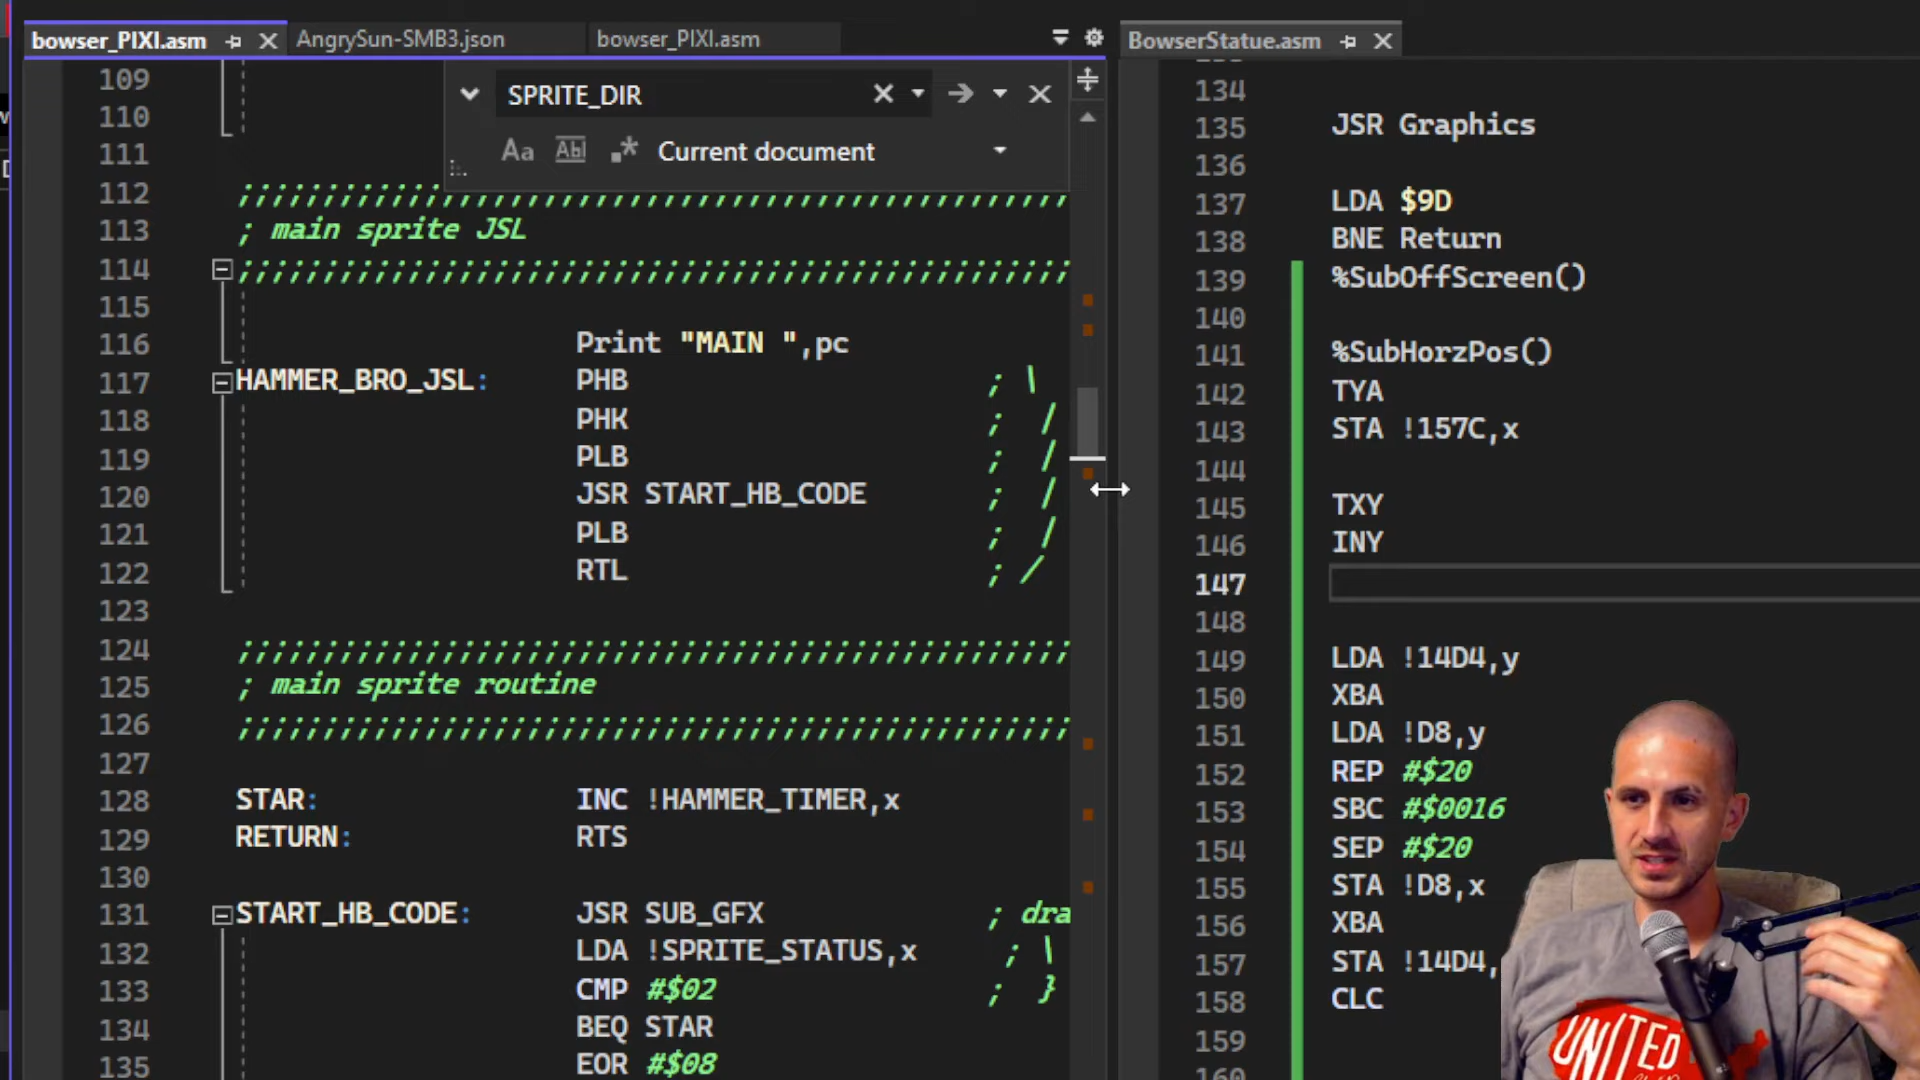 bowser_PIXI.asm
AngrySun-SMB3.json
bowser_PIXI.asm
BowserStatue.asm
SPRITE_DIR
Aa Abl .* Current document
109
110
111
112 ;;;;;;;;;;;;;;;;;;;;;;;;;;;;;;;;;;;;;;;;;;;;;;;;;
113 ; main sprite JSL
114 ;;;;;;;;;;;;;;;;;;;;;;;;;;;;;;;;;;;;;;;;;;;;;;;;;
115
116 Print "MAIN ",pc
117 HAMMER_BRO_JSL: PHB ; \
118 PHK ; /
119 PLB ; /
120 JSR START_HB_CODE ; /
121 PLB ; /
122 RTL ; /
123
124 ;;;;;;;;;;;;;;;;;;;;;;;;;;;;;;;;;;;;;;;;;;;;;;;;;
125 ; main sprite routine
126 ;;;;;;;;;;;;;;;;;;;;;;;;;;;;;;;;;;;;;;;;;;;;;;;;;
127
128 STAR: INC !HAMMER_TIMER,x
129 RETURN: RTS
130
131 START_HB_CODE: JSR SUB_GFX ; dra
132 LDA !SPRITE_STATUS,x ; \
133 CMP #$02 ; }
134 BEQ STAR
135 EOR #$08
134
135 JSR Graphics
136
137 LDA $9D
138 BNE Return
139 %SubOffScreen()
140
141 %SubHorzPos()
142 TYA
143 STA !157C,x
144
145 TXY
146 INY
147
148
149 LDA !14D4,y
150 XBA
151 LDA !D8,y
152 REP #$20
153 SBC #$0016
154 SEP #$20
155 STA !D8,x
156 XBA
157 STA !14D4,
158 CLC
159
160
UNITED